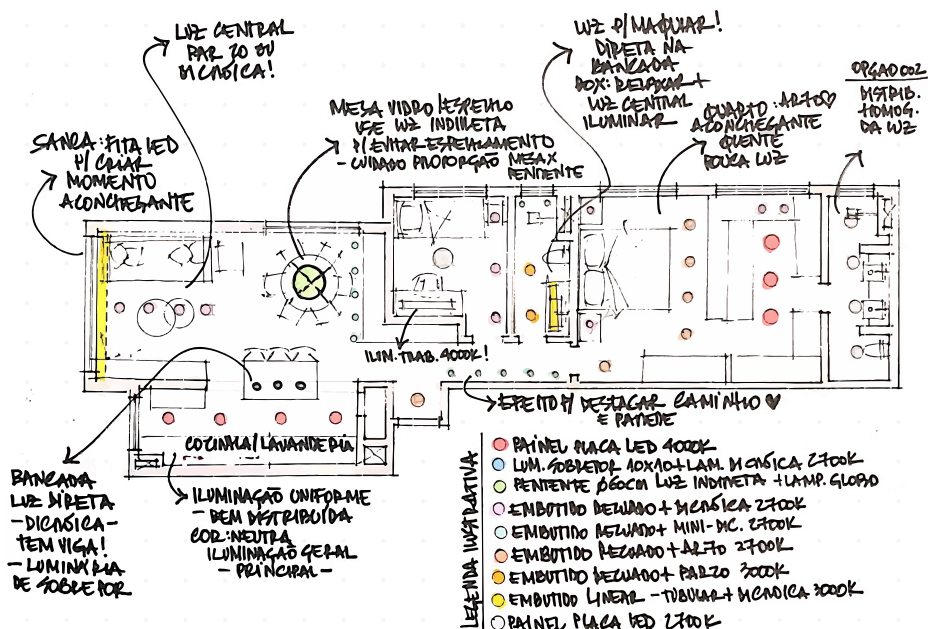 LUZ CENTRAL
PAR 20 OU
DICRÓICA!
SANCA: FITA LED
P/ CRIAR
MOMENTO
ACONCHEGANTE
MESA VIDRO/ESPELHO
USE LUZ INDIRETA
P/ EVITAR ESPELHAMENTO
- CUIDADO PROPORÇÃO MESA X
PENDENTE
LUZ P/ MAQUIAR!
DIRETA NA
BANCADA
BOX: RELAXAR +
LUZ CENTRAL
ILUMINAR
QUARTO: AR70 ♡
ACONCHEGANTE
QUENTE
POUCA LUZ
OPÇÃO 002
DISTRIB.
HOMOG.
DA LUZ
ILUM. TRAB. 4000K!
EFEITO P/ DESTACAR CAMINHO ♥
E PAREDE
COZINHA/LAVANDERIA
BANCADA
LUZ DIRETA
- DICRÓICA -
TEM VIGA!
- LUMINÁRIA
DE SOBREPOR
ILUMINAÇÃO UNIFORME
- BEM DISTRIBUIDA
COR: NEUTRA
ILUMINAÇÃO GERAL
- PRINCIPAL -
LEGENDA ILUSTRATIVA
PAINEL PLACA LED 4000K
LUM. SOBREPOR 10X10 + LAM. DICRÓICA 2700K
PENDENTE Ø60CM LUZ INDIRETA + LAMP. GLOBO
EMBUTIDO RECUADO + DICRÓICA 2700K
EMBUTIDO RECUADO + MINI-DIC. 2700K
EMBUTIDO RECUADO + AR70 2700K
EMBUTIDO RECUADO + PAR20 3000K
EMBUTIDO LINEAR - TUBULAR + DICRÓICA 3000K
PAINEL PLACA LED 2700K